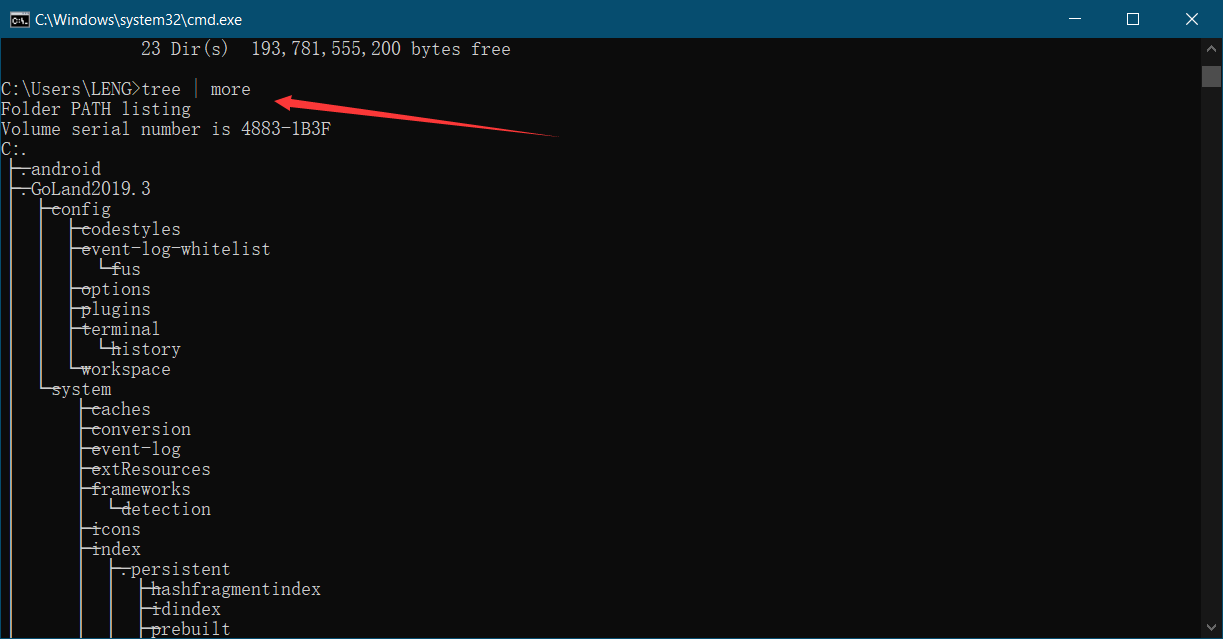 C:\Windows\system32\cmd.exe
23 Dir(s)  193,781,555,200 bytes free
C:\Users\LENG>tree | more
Folder PATH listing
Volume serial number is 4883-1B3F
C:.
├─.android
├─.GoLand2019.3
│  ├─config
│  │  ├─codestyles
│  │  ├─event-log-whitelist
│  │  │  └─fus
│  │  ├─options
│  │  ├─plugins
│  │  ├─terminal
│  │  │  └─history
│  │  └─workspace
│  └─system
│      ├─caches
│      ├─conversion
│      ├─event-log
│      ├─extResources
│      ├─frameworks
│      │  └─detection
│      ├─icons
│      ├─index
│      │  ├─.persistent
│      │  │  ├─hashfragmentindex
│      │  │  ├─idindex
│      │  │  ├─prebuilt